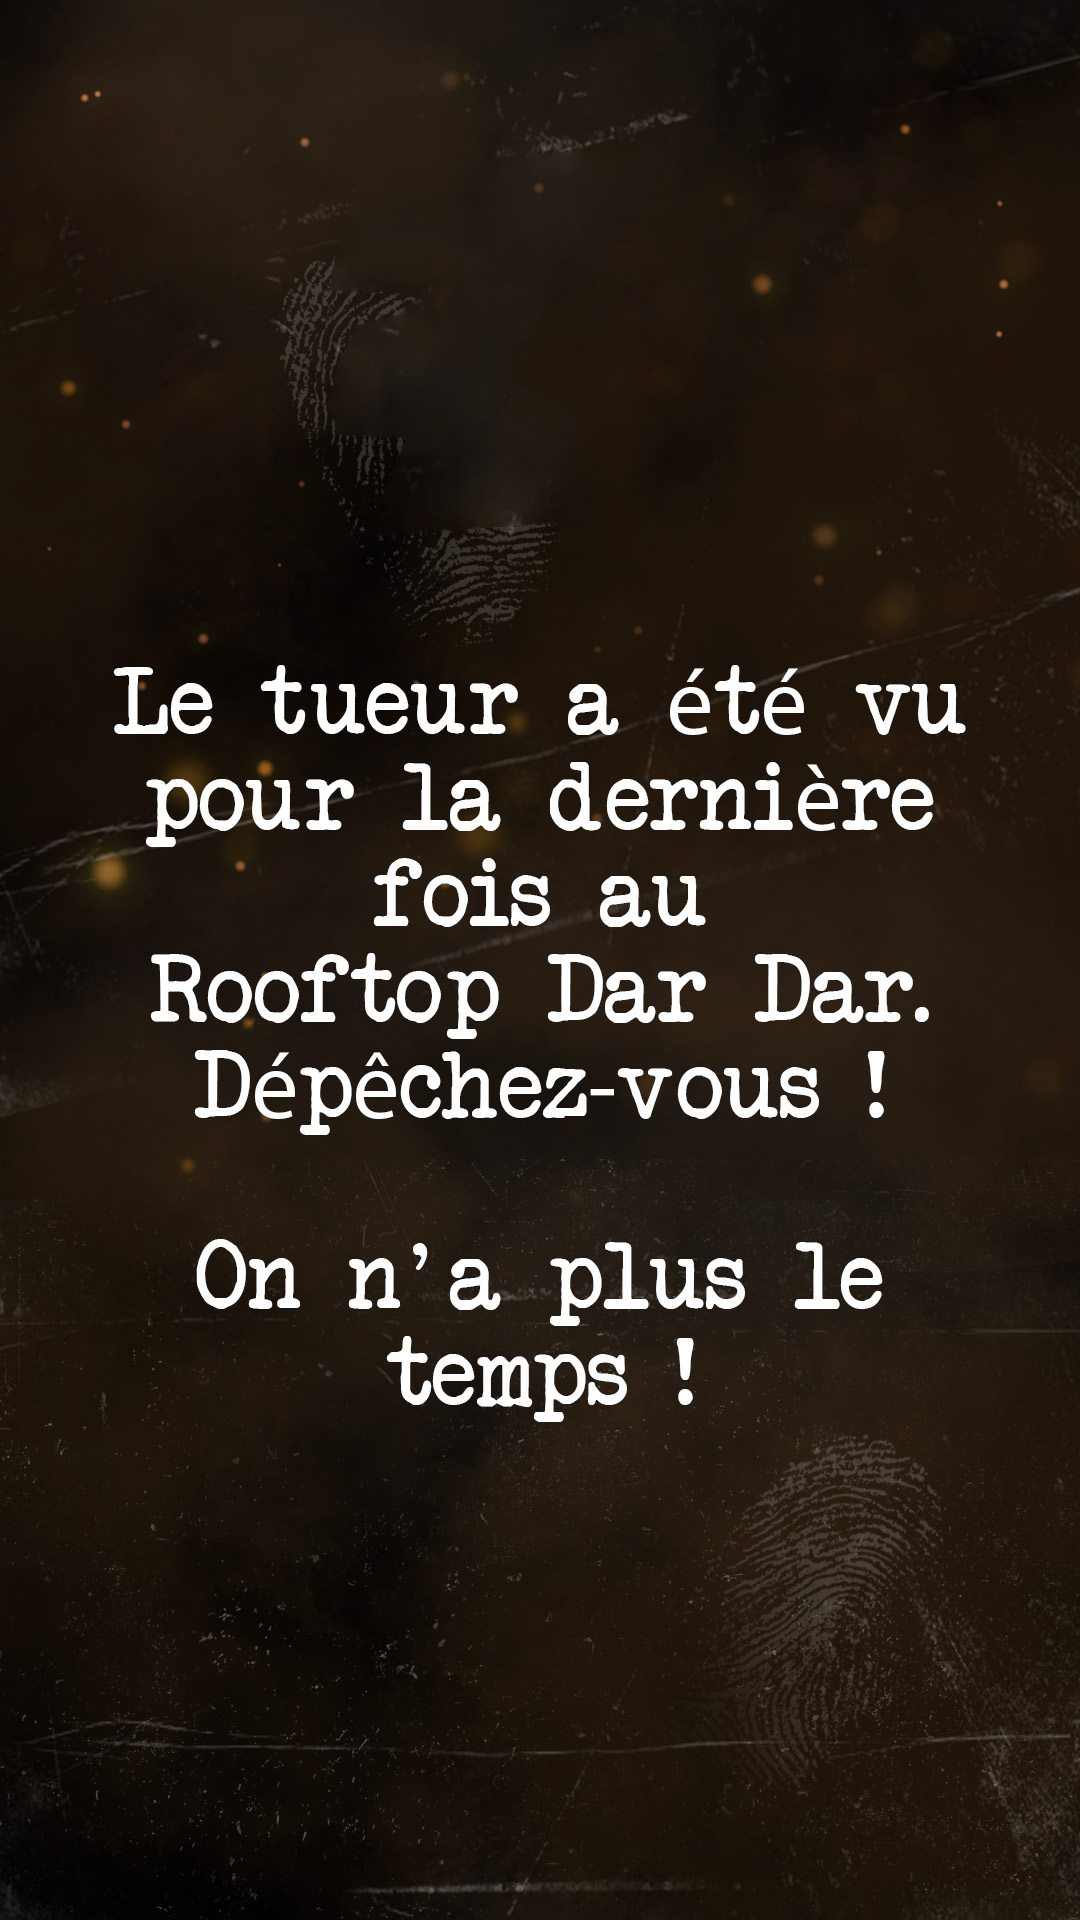 Le tueur a été vu
pour la dernière
fois au
Rooftop Dar Dar.
Dépêchez-vous !
On n’a plus le
temps !